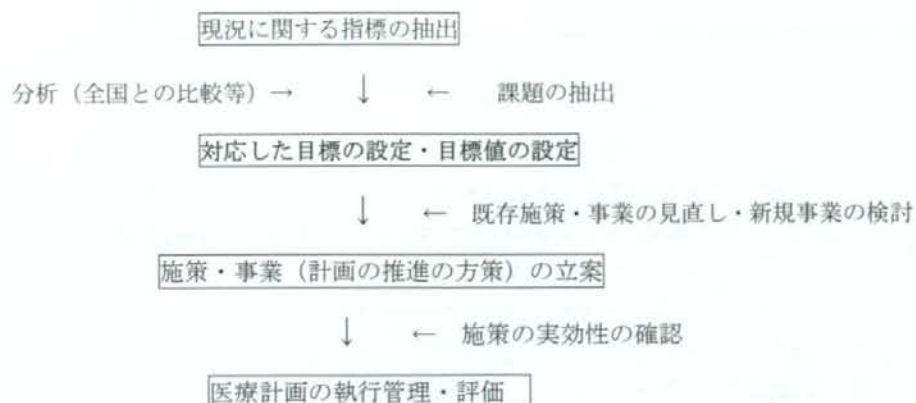 現況に関する指標の抽出
分析（全国との比較等）→ ↓ ← 課題の抽出
対応した目標の設定・目標値の設定
↓ ← 既存施策・事業の見直し・新規事業の検討
施策・事業（計画の推進の方策）の立案
↓ ← 施策の実効性の確認
医療計画の執行管理・評価